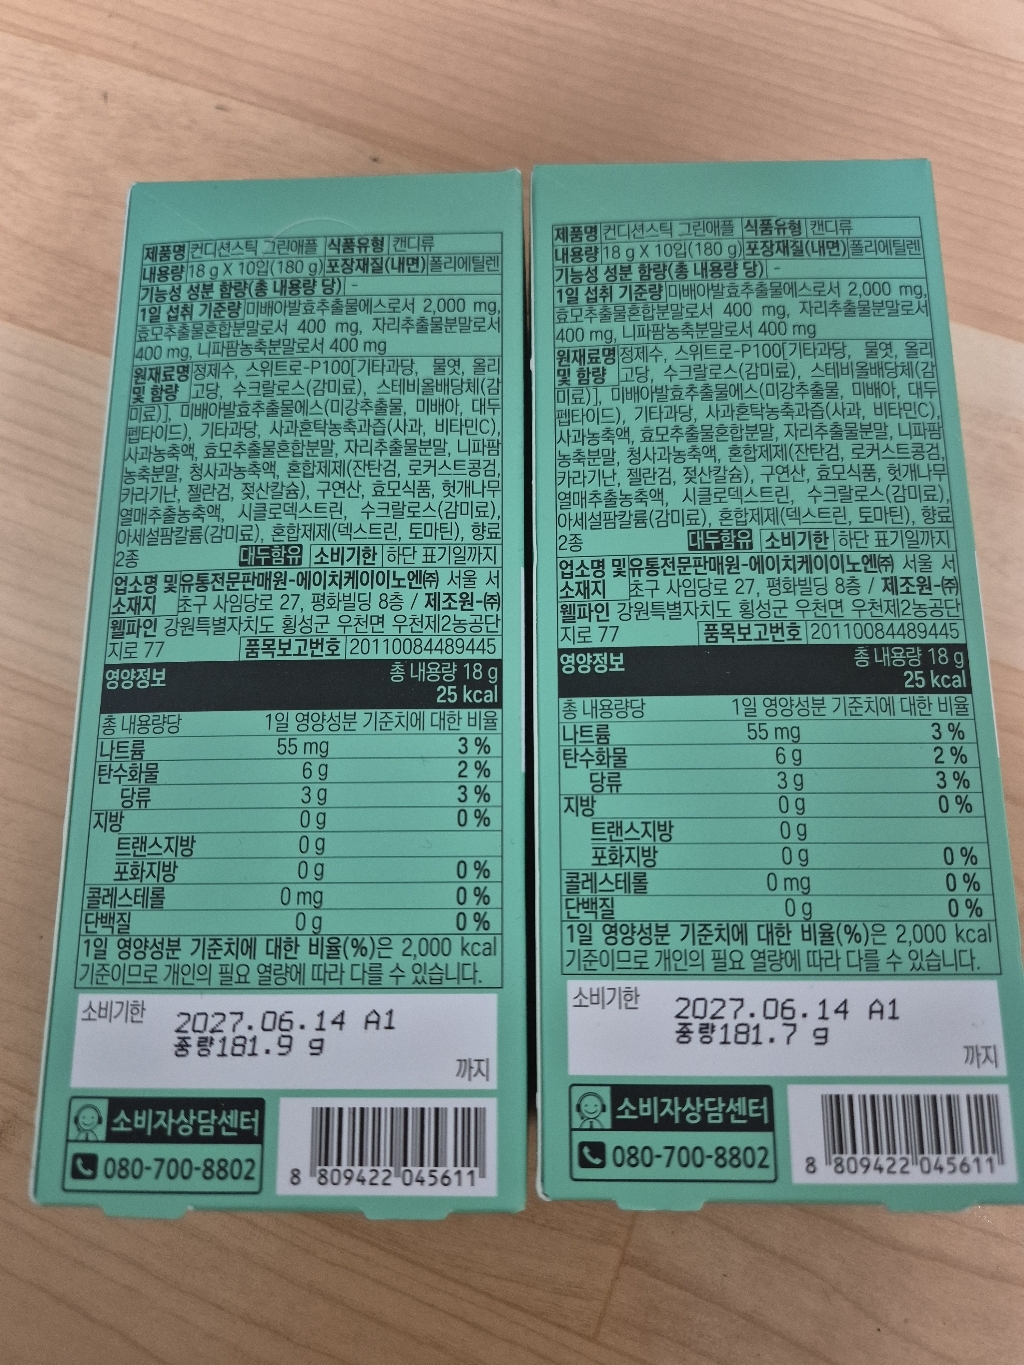 제품명 컨디션스틱 그린애플 식품유형 캔디류
내용량 18 g X 10입(180 g) 포장재질(내면) 폴리에틸렌
기능성 성분 함량(총 내용량 당) -
1일 섭취 기준량 미배아발효추출물에스로서 2,000 mg,
효모추출물혼합분말로서 400 mg, 자리추출물분말로서
400 mg, 니파팜농축분말로서 400 mg
원재료명 정제수, 스위트로-P100[기타과당, 물엿, 올리
및 함량 고당, 수크랄로스(감미료), 스테비올배당체(감
미료)], 미배아발효추출물에스(미강추출물, 미배아, 대두
펩타이드), 기타과당, 사과혼탁농축과즙(사과, 비타민C),
사과농축액, 효모추출물혼합분말, 자리추출물분말, 니파팜
농축분말, 청사과농축액, 혼합제제(잔탄검, 로커스트콩검,
카라기난, 젤란검, 젖산칼슘), 구연산, 효모식품, 헛개나무
열매추출농축액, 시클로덱스트린, 수크랄로스(감미료),
아세설팜칼륨(감미료), 혼합제제(덱스트린, 토마틴), 향료
2종 대두함유 소비기한 하단 표기일까지
업소명 및 유통전문판매원-에이치케이이노엔㈜ 서울 서
소재지 초구 사임당로 27, 평화빌딩 8층 / 제조원-㈜
웰파인 강원특별자치도 횡성군 우천면 우천제2농공단
지로 77 품목보고번호 20110084489445
영양정보 총 내용량 18 g
25 kcal
총 내용량당 1일 영양성분 기준치에 대한 비율
나트륨 55 mg 3 %
탄수화물 6 g 2 %
당류 3 g 3 %
지방 0 g 0 %
트랜스지방 0 g
포화지방 0 g 0 %
콜레스테롤 0 mg 0 %
단백질 0 g 0 %
1일 영양성분 기준치에 대한 비율(%)은 2,000 kcal
기준이므로 개인의 필요 열량에 따라 다를 수 있습니다.
소비기한 2027.06.14 A1
중량181.9 g
까지
소비자상담센터
080-700-8802
8 809422 045611
제품명 컨디션스틱 그린애플 식품유형 캔디류
내용량 18 g X 10입(180 g) 포장재질(내면) 폴리에틸렌
기능성 성분 함량(총 내용량 당) -
1일 섭취 기준량 미배아발효추출물에스로서 2,000 mg,
효모추출물혼합분말로서 400 mg, 자리추출물분말로서
400 mg, 니파팜농축분말로서 400 mg
원재료명 정제수, 스위트로-P100[기타과당, 물엿, 올리
및 함량 고당, 수크랄로스(감미료), 스테비올배당체(감
미료)], 미배아발효추출물에스(미강추출물, 미배아, 대두
펩타이드), 기타과당, 사과혼탁농축과즙(사과, 비타민C),
사과농축액, 효모추출물혼합분말, 자리추출물분말, 니파팜
농축분말, 청사과농축액, 혼합제제(잔탄검, 로커스트콩검,
카라기난, 젤란검, 젖산칼슘), 구연산, 효모식품, 헛개나무
열매추출농축액, 시클로덱스트린, 수크랄로스(감미료),
아세설팜칼륨(감미료), 혼합제제(덱스트린, 토마틴), 향료
2종 대두함유 소비기한 하단 표기일까지
업소명 및 유통전문판매원-에이치케이이노엔㈜ 서울 서
소재지 초구 사임당로 27, 평화빌딩 8층 / 제조원-㈜
웰파인 강원특별자치도 횡성군 우천면 우천제2농공단
지로 77 품목보고번호 20110084489445
영양정보 총 내용량 18 g
25 kcal
총 내용량당 1일 영양성분 기준치에 대한 비율
나트륨 55 mg 3 %
탄수화물 6 g 2 %
당류 3 g 3 %
지방 0 g 0 %
트랜스지방 0 g
포화지방 0 g 0 %
콜레스테롤 0 mg 0 %
단백질 0 g 0 %
1일 영양성분 기준치에 대한 비율(%)은 2,000 kcal
기준이므로 개인의 필요 열량에 따라 다를 수 있습니다.
소비기한 2027.06.14 A1
중량181.7 g
까지
소비자상담센터
080-700-8802
8 809422 045611